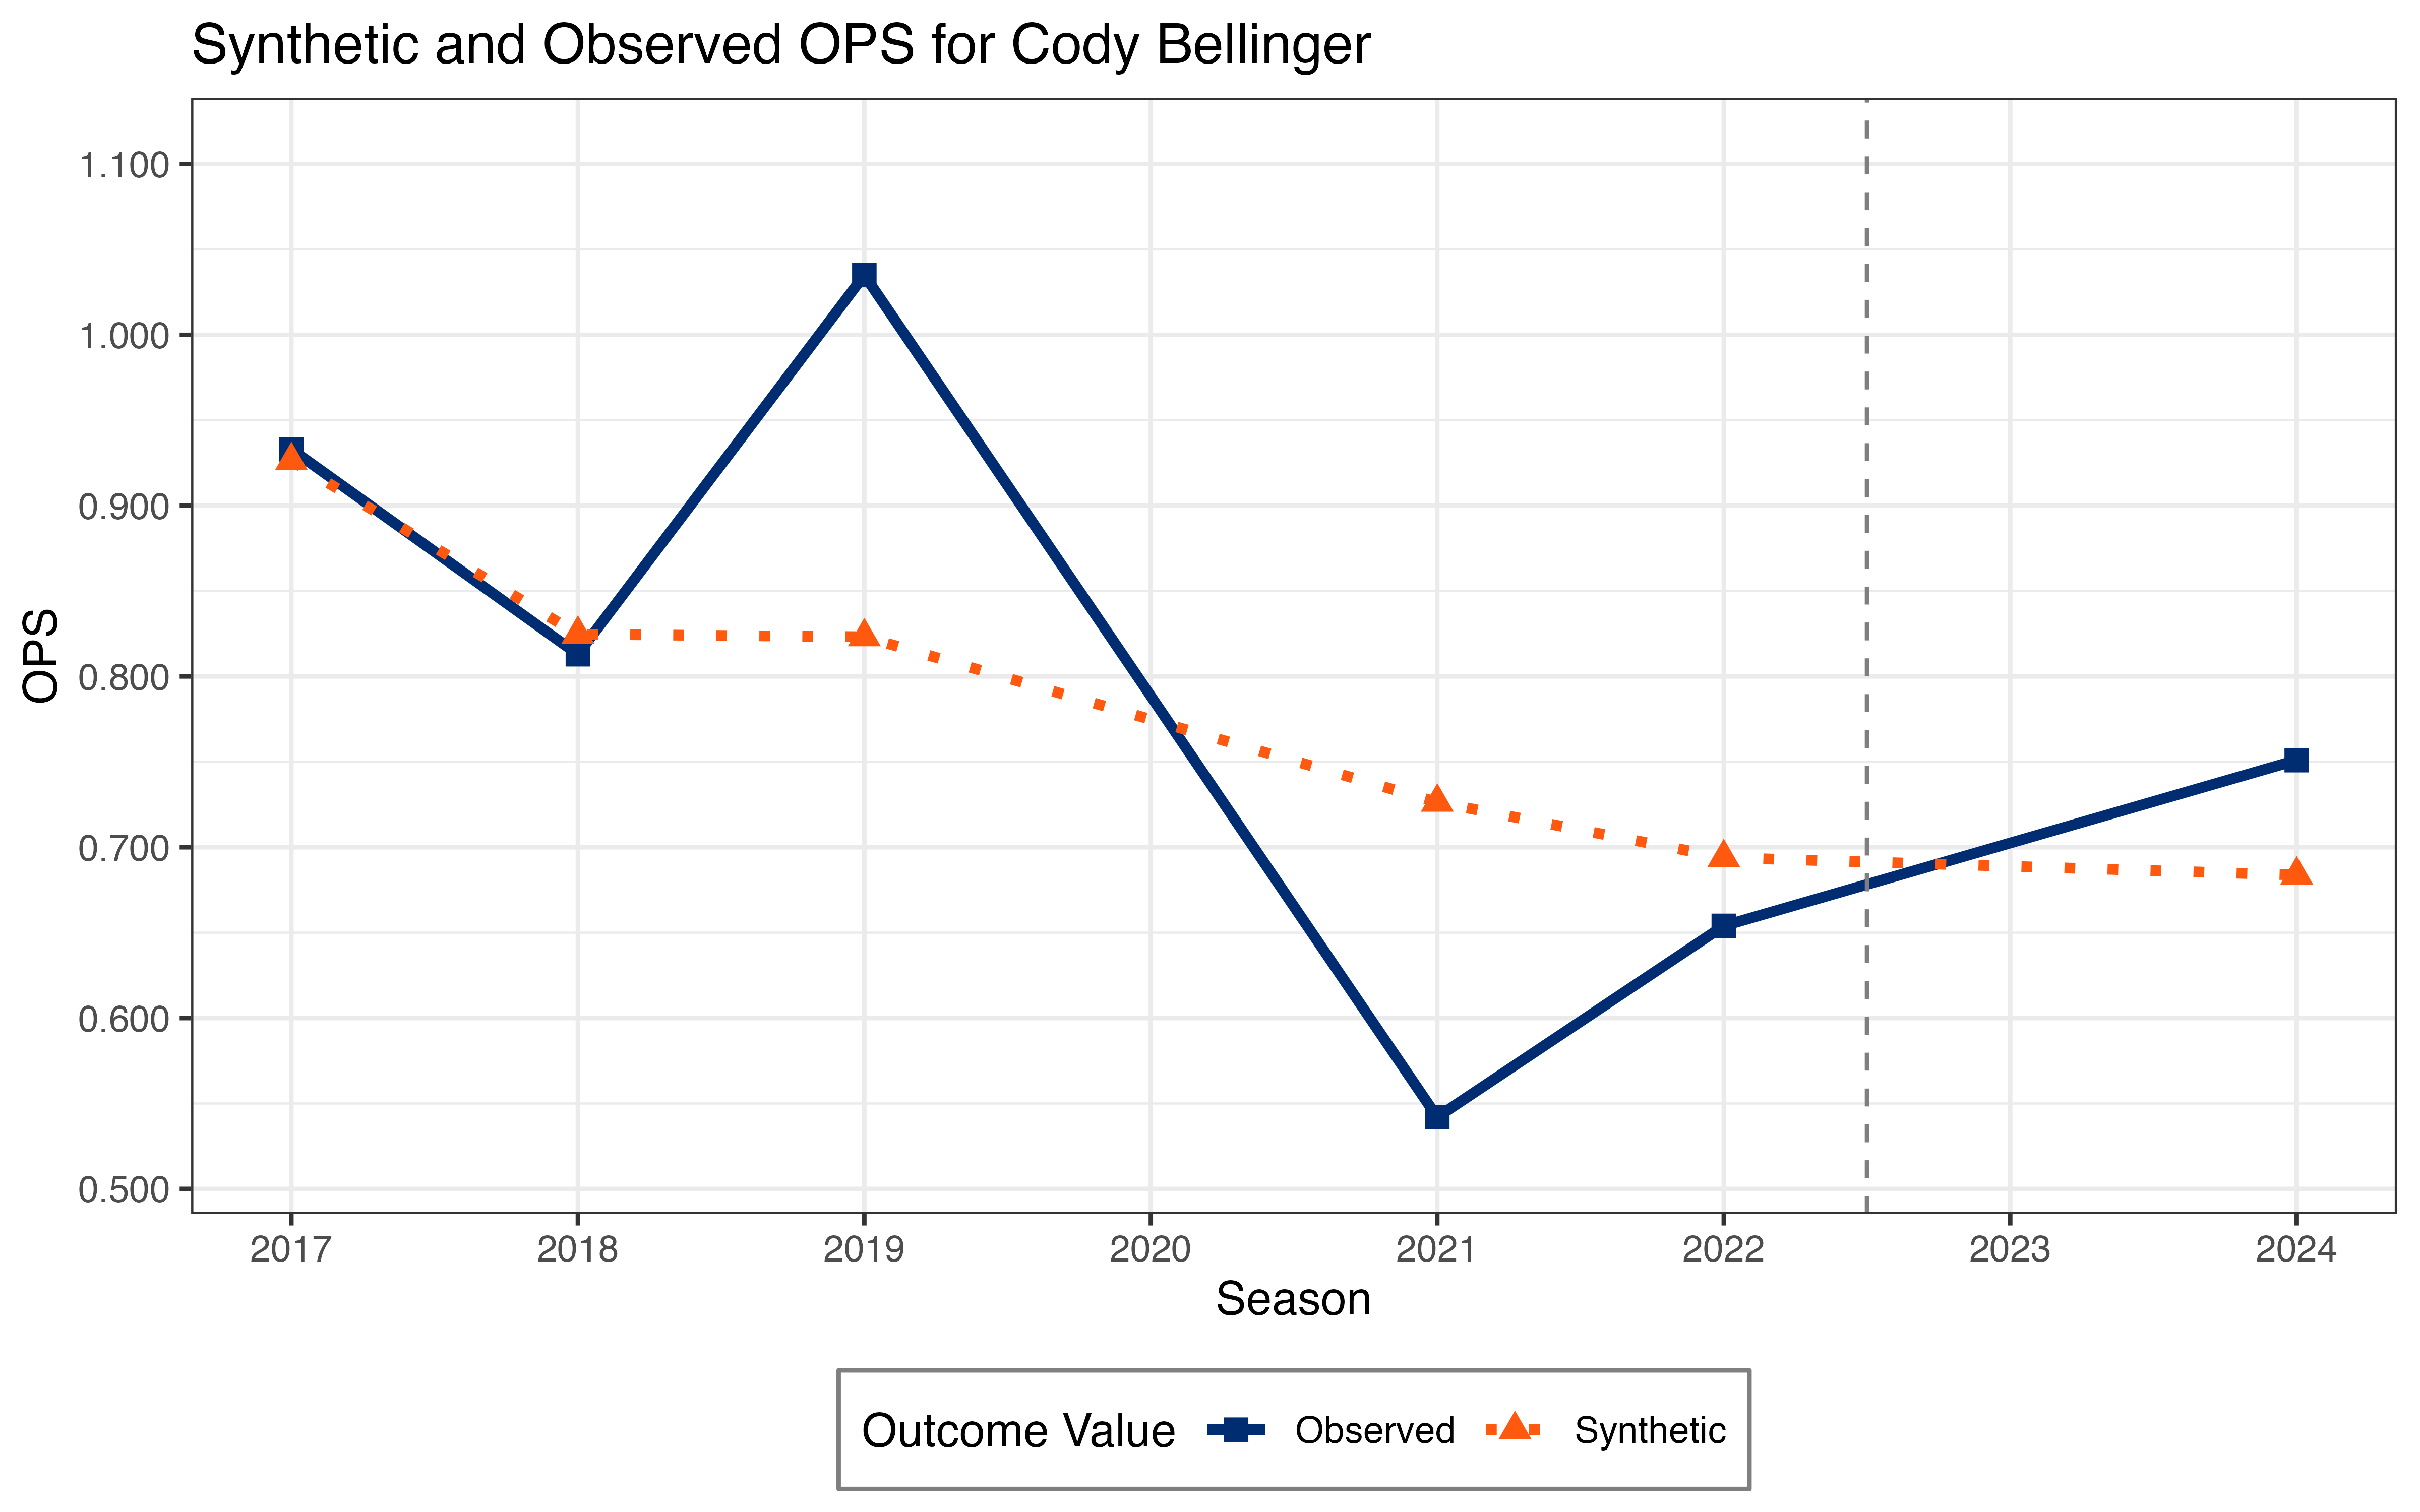 Synthetic and Observed OPS for Cody Bellinger
OPS
1.100
1.000
0.900
0.800
0.700
0.600
0.500
2017 2018 2019 2020 2021 2022 2023 2024
Season
Outcome Value Observed Synthetic